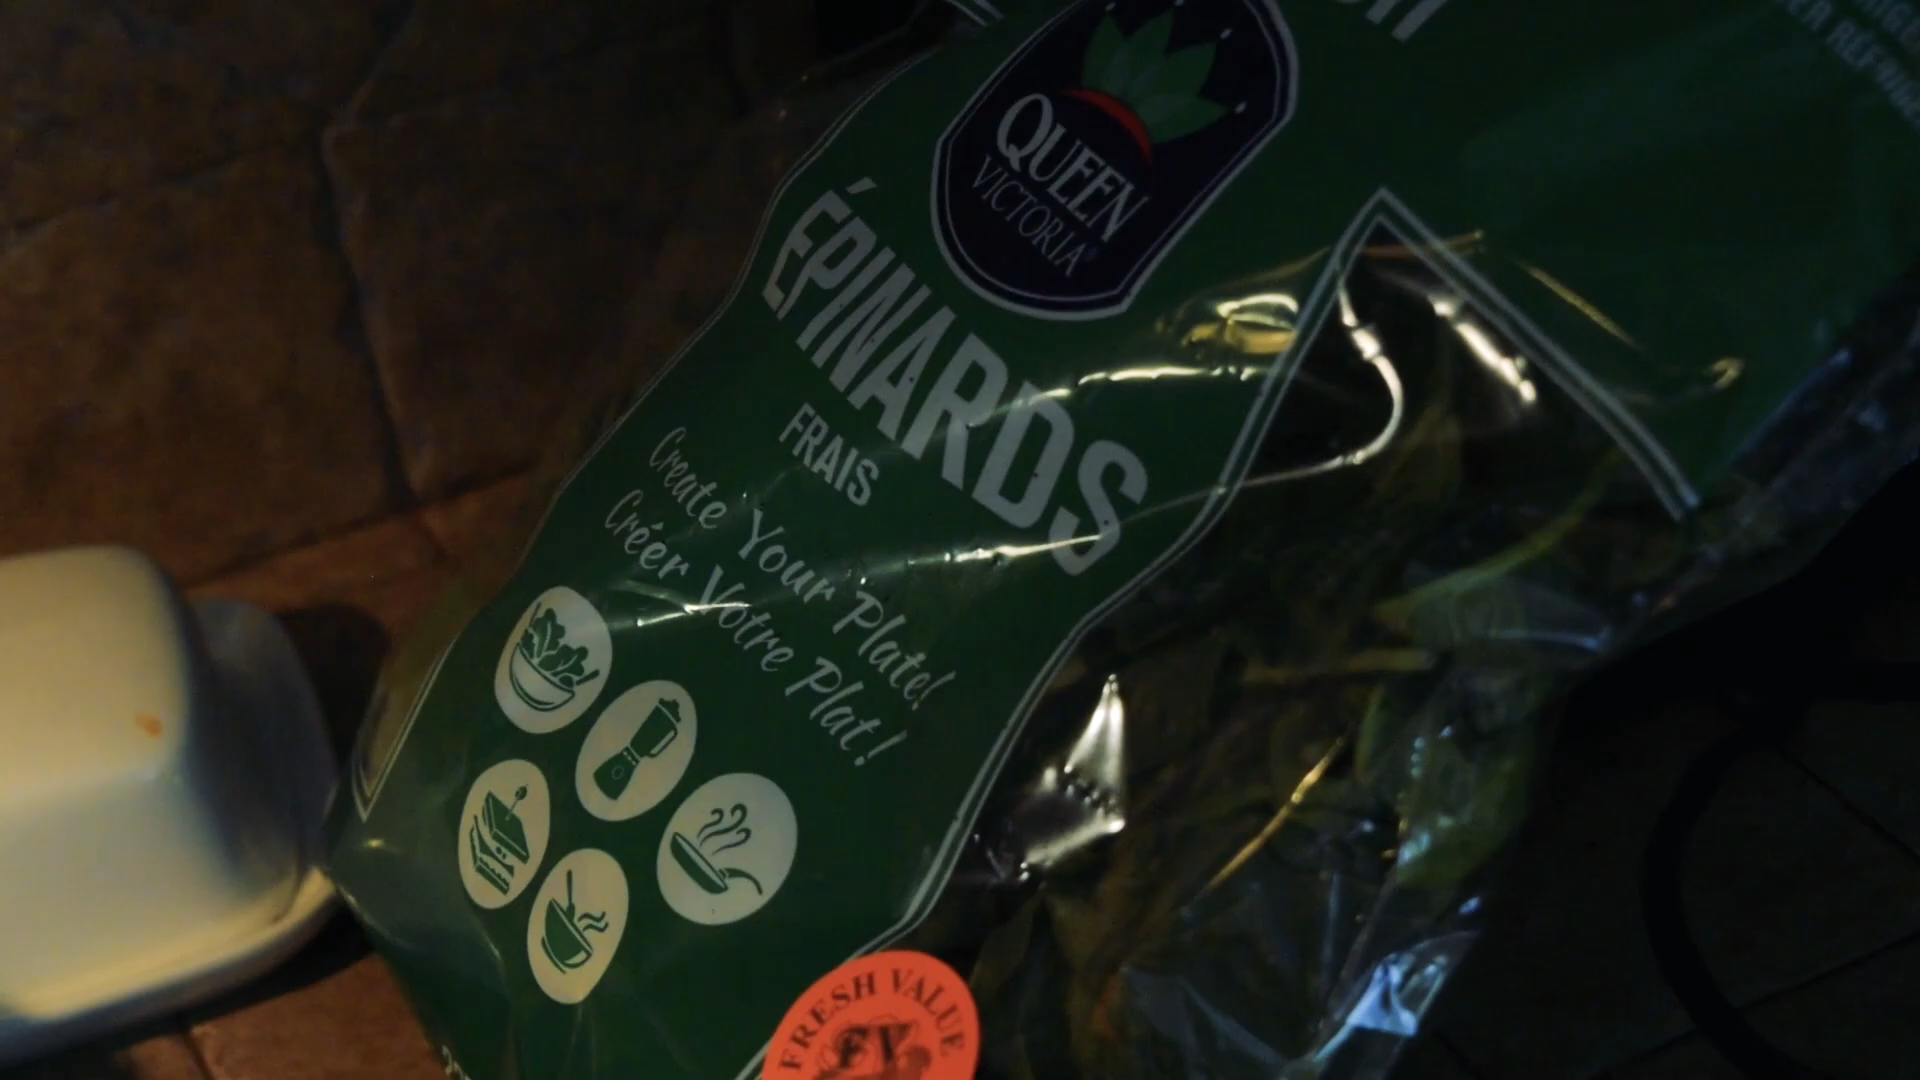 QUEEN
VICTORIA
ÉPINARDS
FRAIS
Create Your Plate!
Créer Votre Plat!
FRESH VALUE
FV